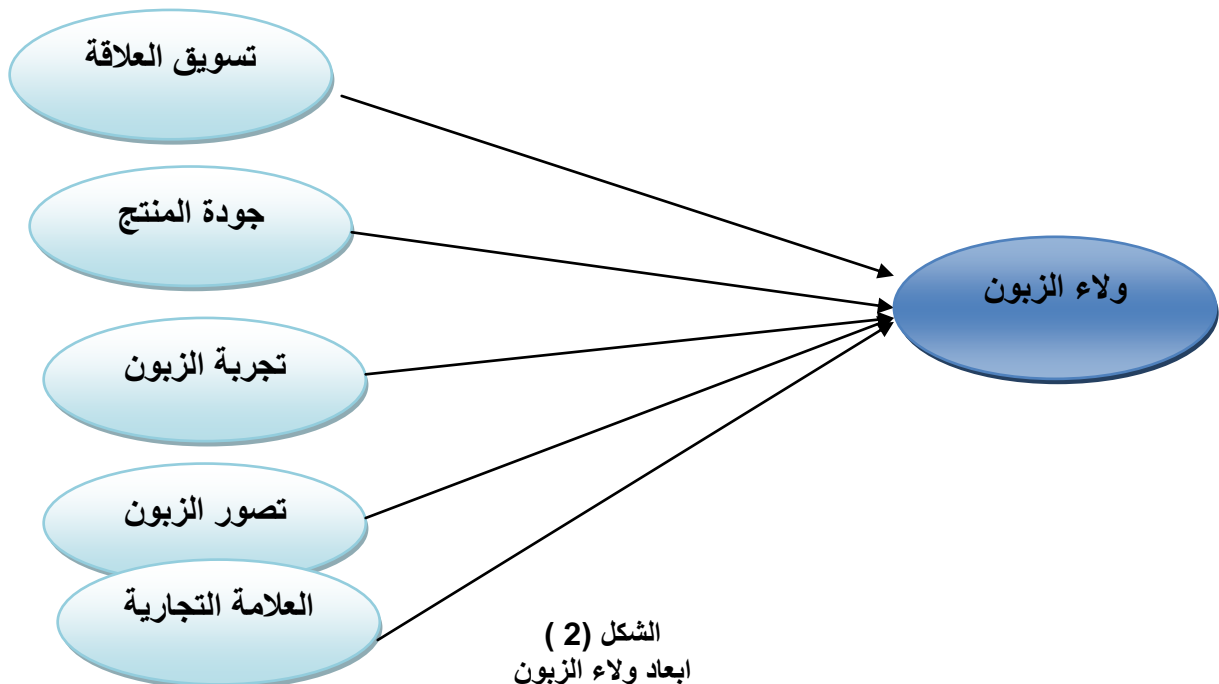 تسويق العلاقة
جودة المنتج
ولاء الزبون
تجربة الزبون
تصور الزبون
العلامة التجارية
الشكل (2 )
ابعاد ولاء الزبون